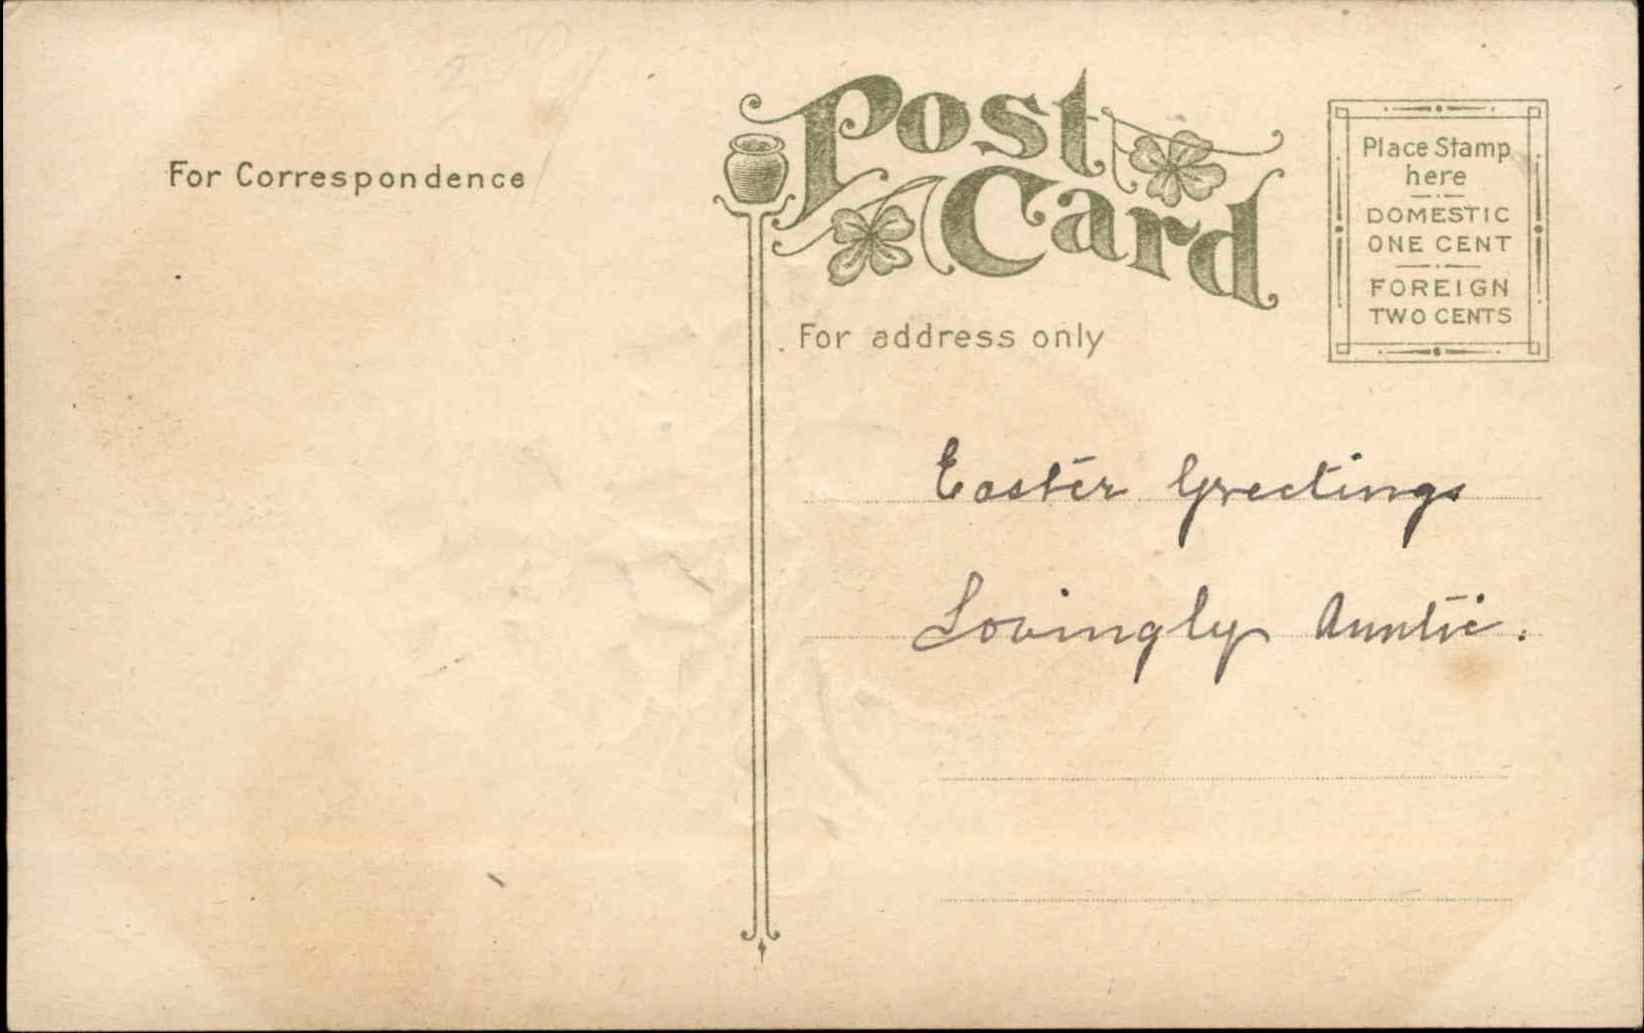 For Correspondence
Post
Card
For address only
Place Stamp
here
DOMESTIC
ONE CENT
FOREIGN
TWO CENTS
Easter Greetings
Lovingly Auntie.